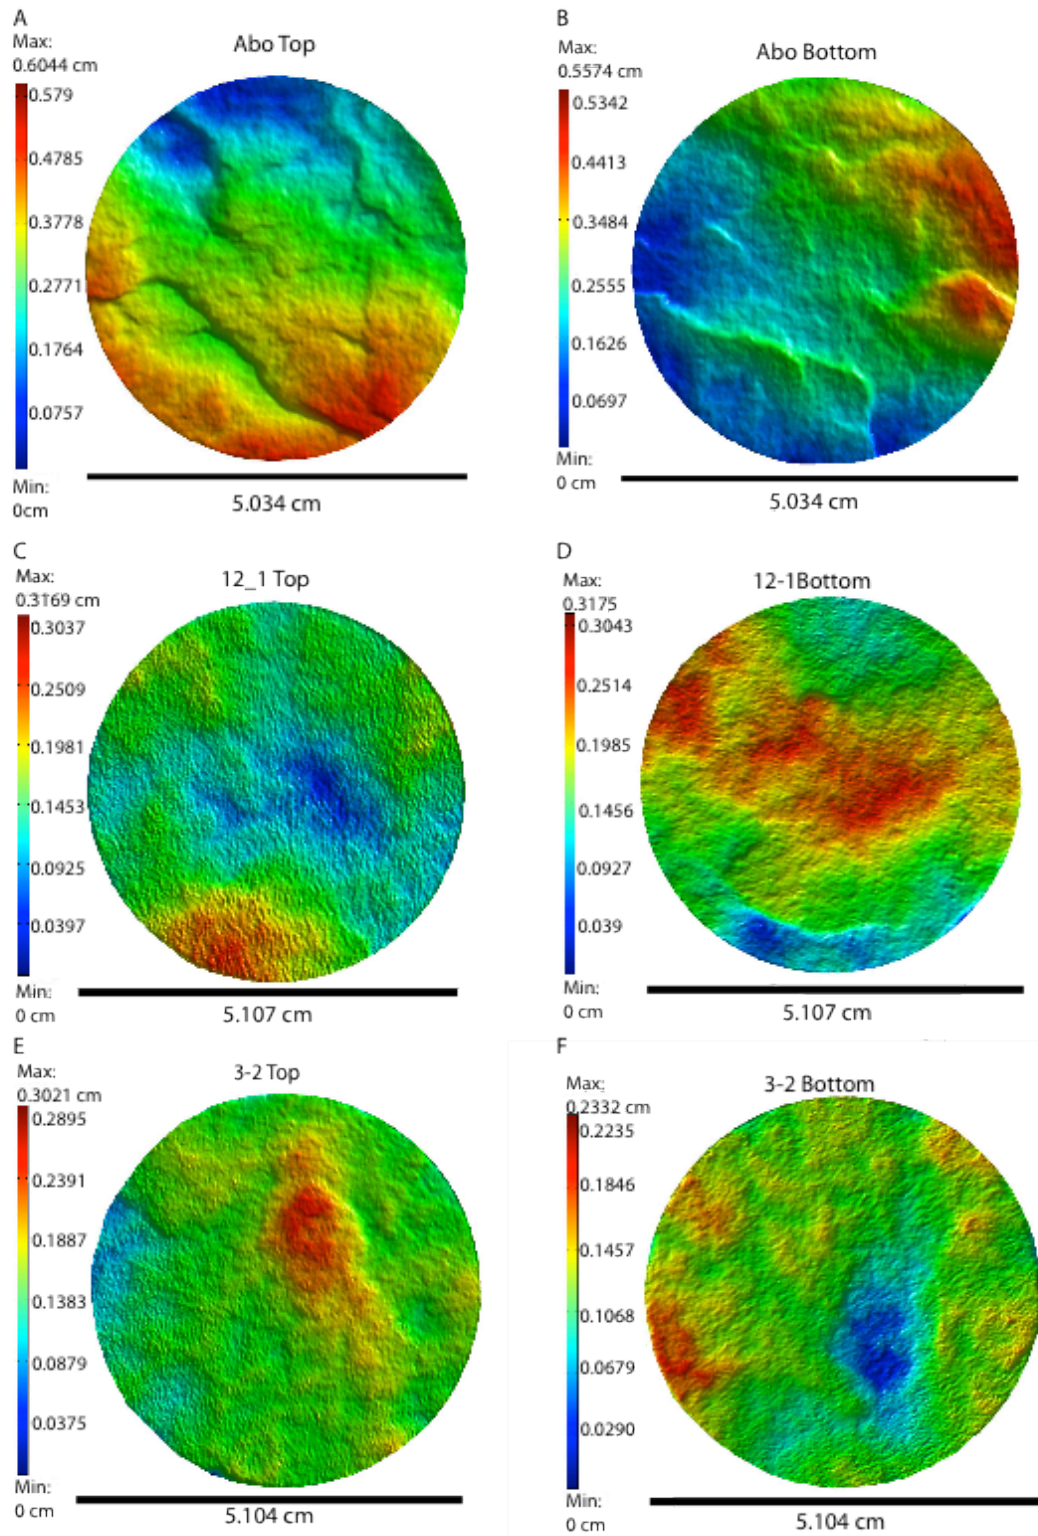 A
Max:
0.6044 cm
Abo Top
0.579
0.4785
0.3778
0.2771
0.1764
0.0757
Min:
0cm
5.034 cm
B
Max:
0.5574 cm
Abo Bottom
0.5342
0.4413
0.3484
0.2555
0.1626
0.0697
Min:
0 cm
5.034 cm
C
Max:
0.3169 cm
12_1 Top
0.3037
0.2509
0.1981
0.1453
0.0925
0.0397
Min:
0 cm
5.107 cm
D
Max:
0.3175
12-1Bottom
0.3043
0.2514
0.1985
0.1456
0.0927
0.039
Min:
0 cm
5.107 cm
E
Max:
0.3021 cm
3-2 Top
0.2895
0.2391
0.1887
0.1383
0.0879
0.0375
Min:
0 cm
5.104 cm
F
Max:
0.2332 cm
3-2 Bottom
0.2235
0.1846
0.1457
0.1068
0.0679
0.0290
Min:
0 cm
5.104 cm